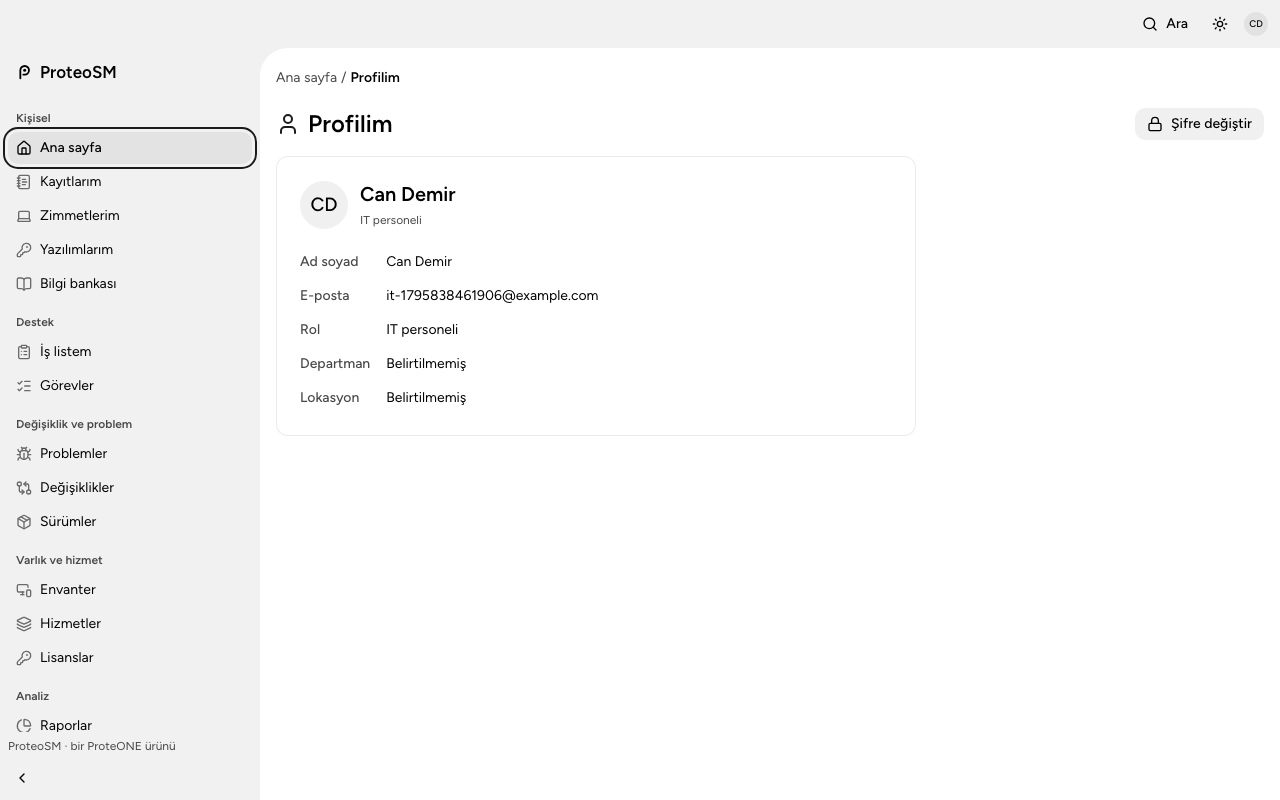 Ara
CD
ProteoSM
Kişisel
Ana sayfa
Kayıtlarım
Zimmetlerim
Yazılımlarım
Bilgi bankası
Destek
İş listem
Görevler
Değişiklik ve problem
Problemler
Değişiklikler
Sürümler
Varlık ve hizmet
Envanter
Hizmetler
Lisanslar
Analiz
Raporlar
ProteoSM · bir ProteONE ürünü
Ana sayfa / Profilim
Profilim
Şifre değiştir
CD
Can Demir
IT personeli
Ad soyad Can Demir
E-posta it-1795838461906@example.com
Rol IT personeli
Departman Belirtilmemiş
Lokasyon Belirtilmemiş